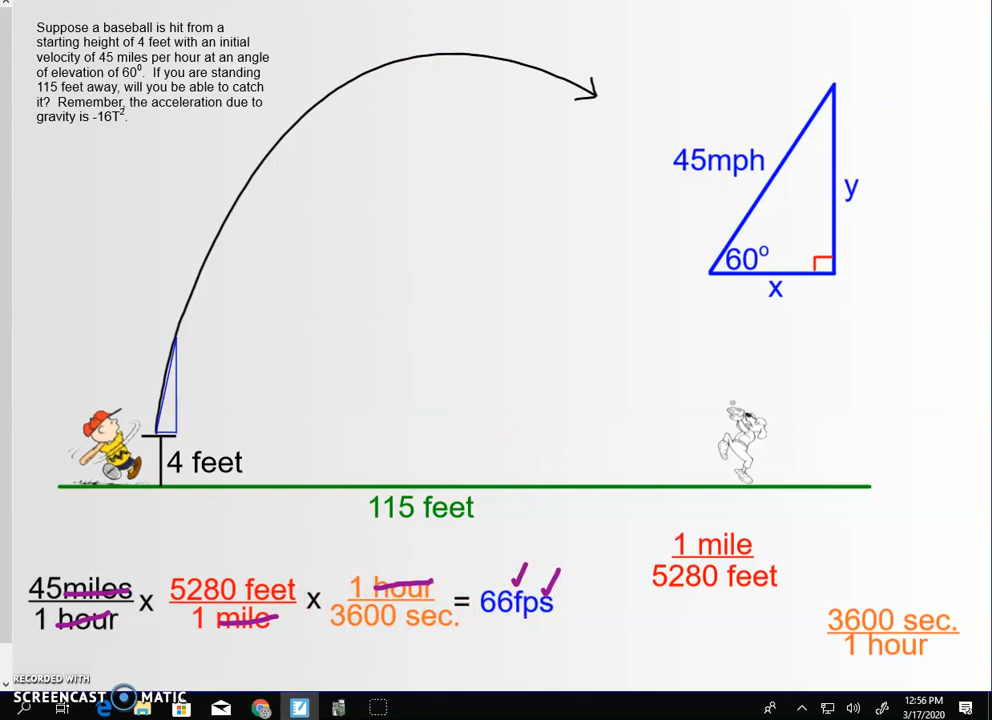 Suppose a baseball is hit from a
starting height of 4 feet with an initial
velocity of 45 miles per hour at an angle
of elevation of 60⁰. If you are standing
115 feet away, will you be able to catch
it? Remember, the acceleration due to
gravity is -16T².
45mph
y
60º
x
4 feet
115 feet
1 mile
5280 feet
45miles
1 hour
x
5280 feet
1 mile
x
1 hour
3600 sec.
= 66fps
3600 sec.
1 hour
RECORDED WITH
SCREENCAST MATIC
12:56 PM
3/17/2020